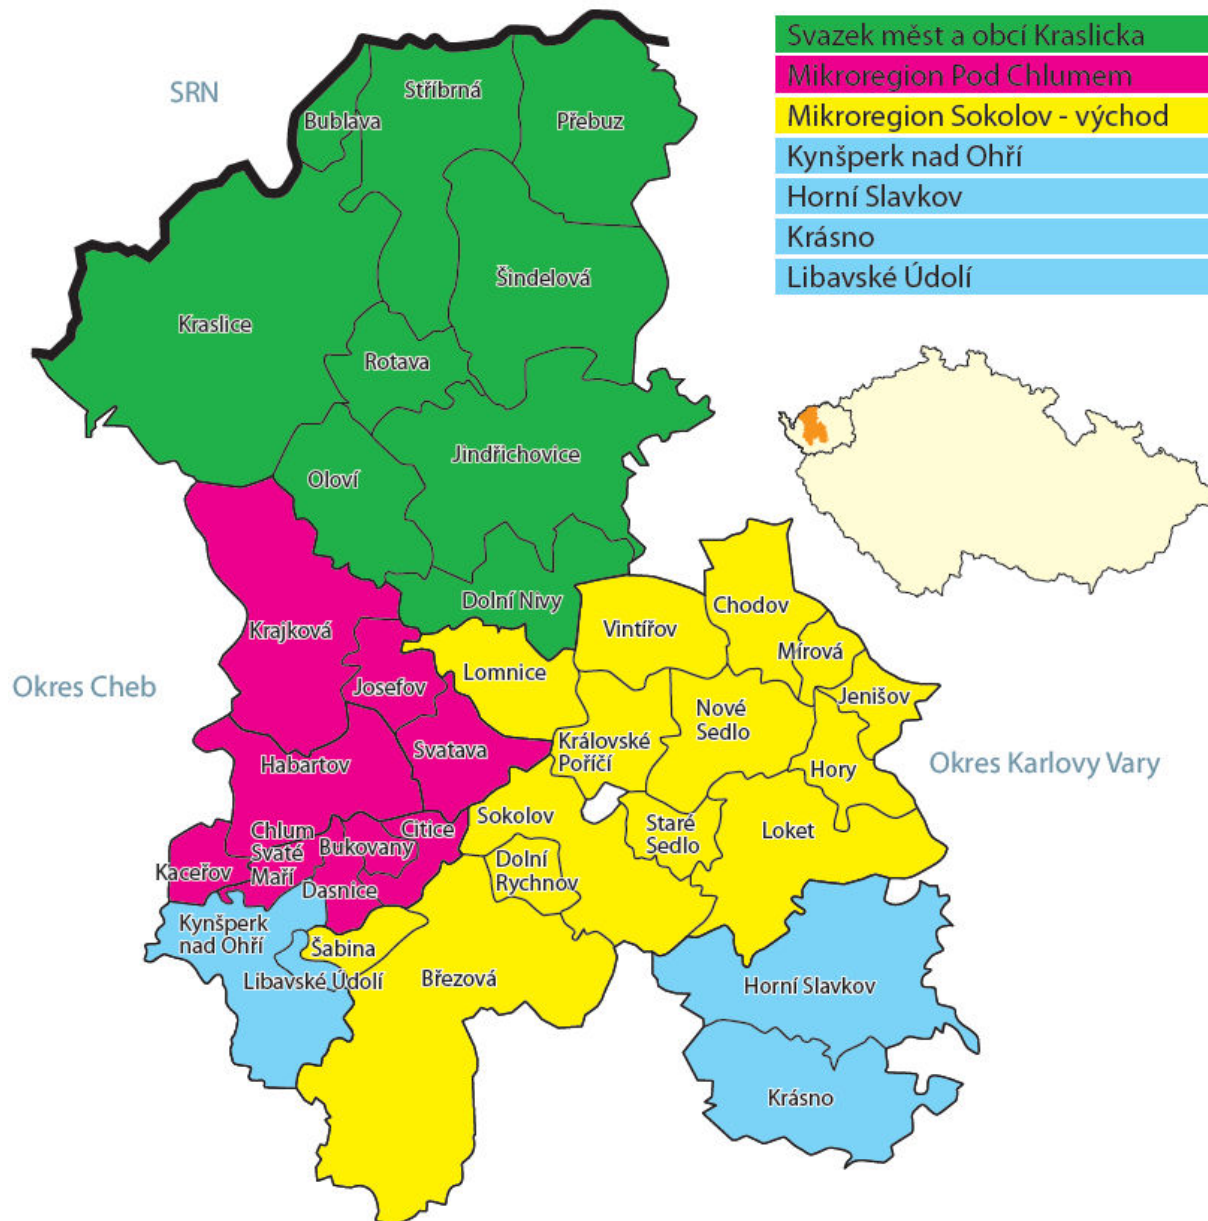 Svazek měst a obcí Kraslicka
Mikroregion Pod Chlumem
Mikroregion Sokolov - východ
Kynšperk nad Ohří
Horní Slavkov
Krásno
Libavské Údolí
SRN
Stříbrná
Bublava
Přebuz
Šindelová
Kraslice
Rotava
Jindřichovice
Oloví
Dolní Nivy
Chodov
Vintířov
Krajková
Mírová
Lomnice
Josefov
Jenišov
Okres Cheb
Nové
Sedlo
Královské
Poříčí
Svatava
Habartov
Hory
Okres Karlovy Vary
Sokolov
Staré
Sedlo
Loket
Citice
Chlum
Svaté
Maří
Bukovany
Kaceřov
Dolní
Rychnov
Dasnice
Kynšperk
nad Ohří
Šabina
Libavské Údolí
Březová
Horní Slavkov
Krásno